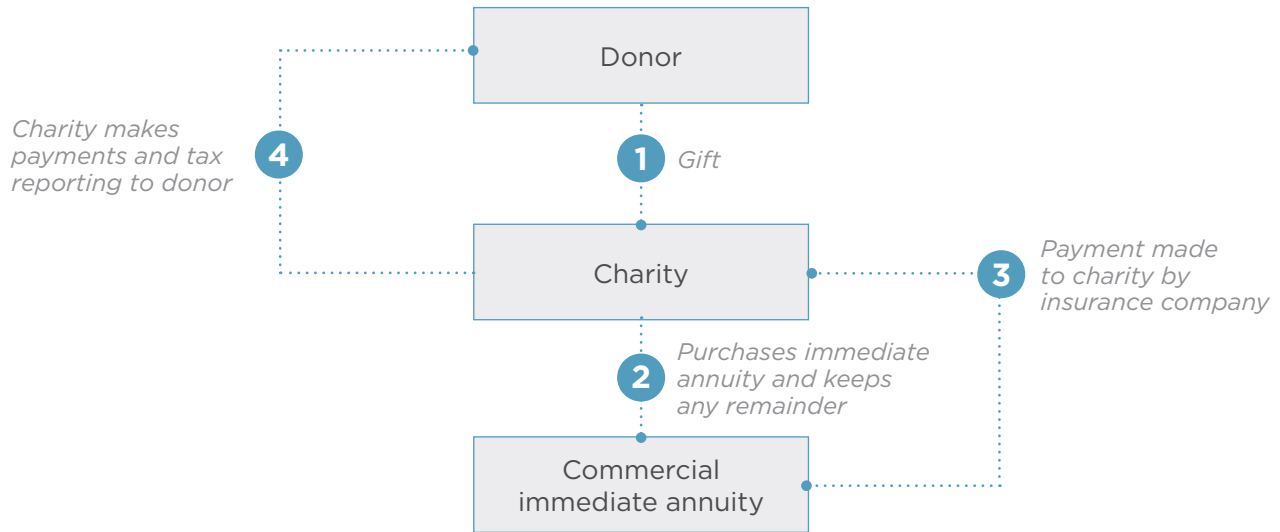 Donor
Charity makes
payments and tax
reporting to donor
4
1
Gift
Charity
3
Payment made
to charity by
insurance company
2
Purchases immediate
annuity and keeps
any remainder
Commercial
immediate annuity